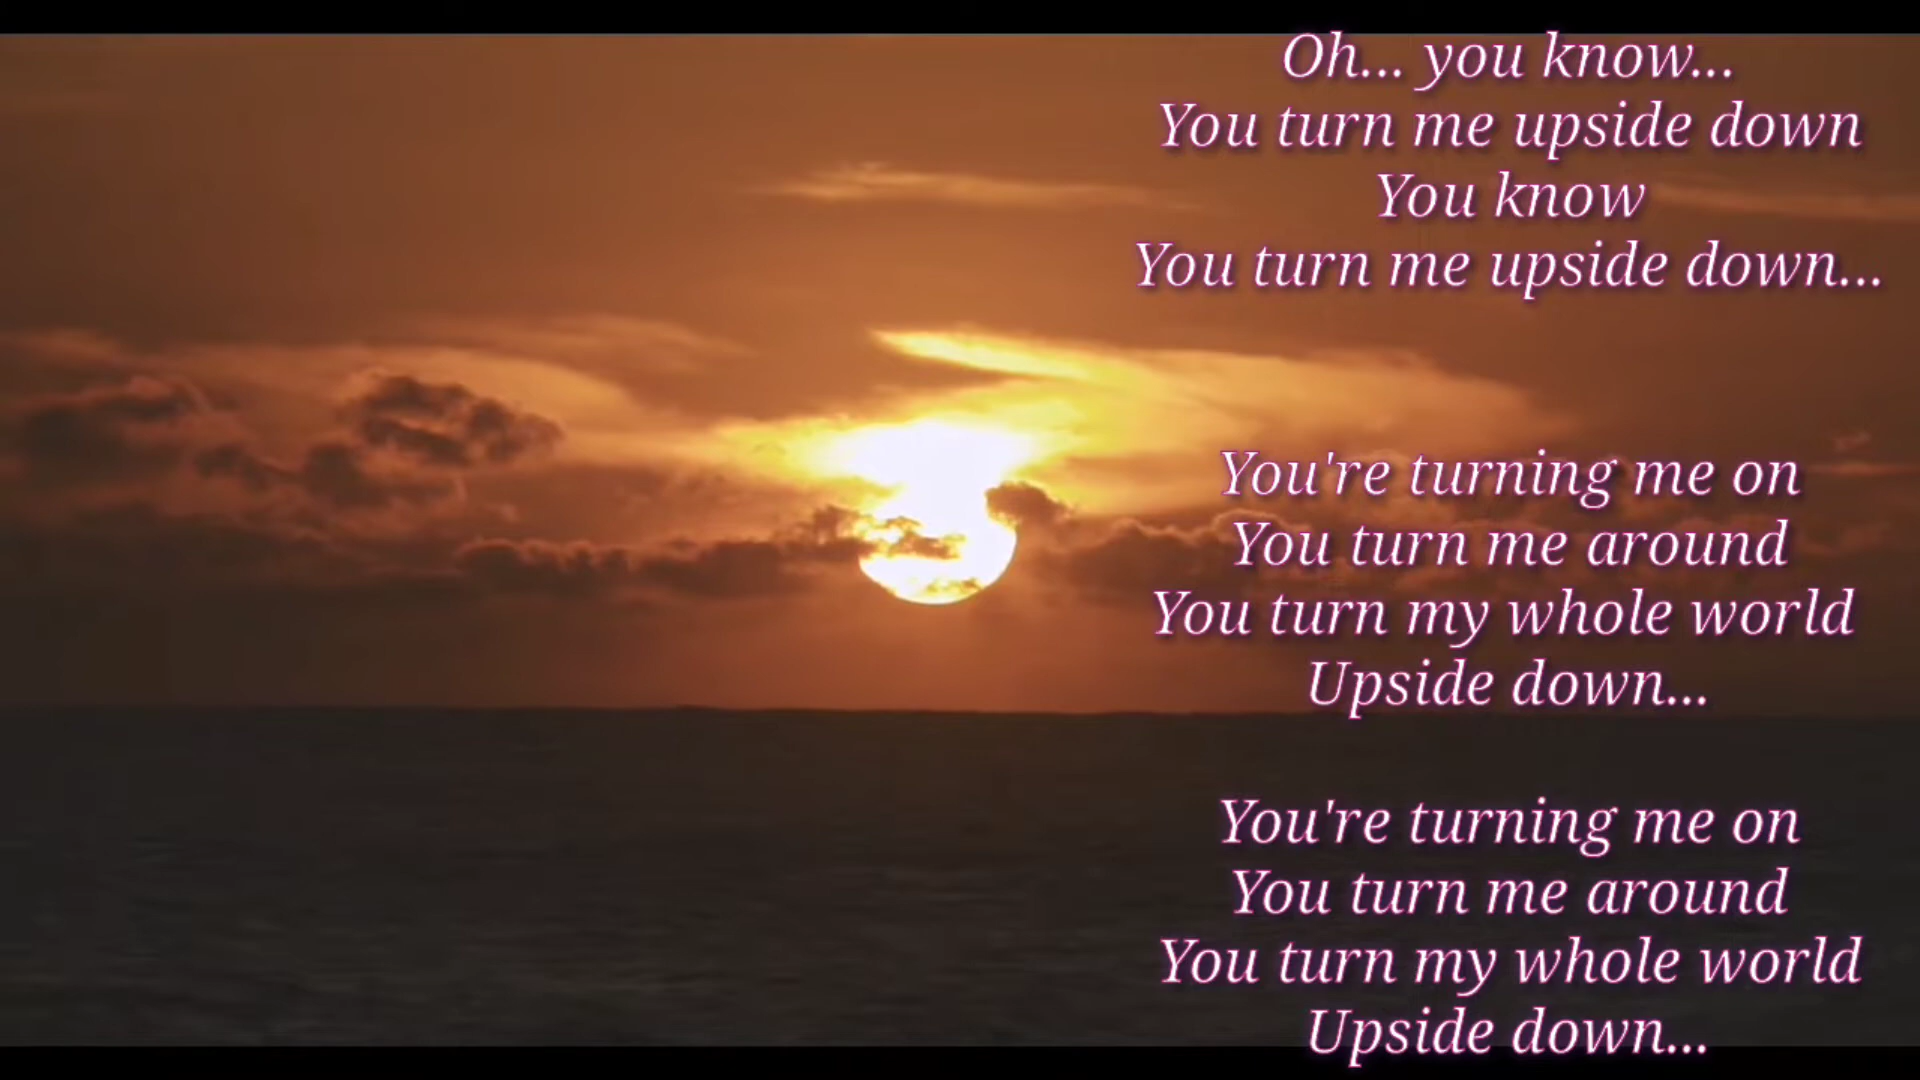 Oh... you know...
You turn me upside down
You know
You turn me upside down...
You're turning me on
You turn me around
You turn my whole world
Upside down...
You're turning me on
You turn me around
You turn my whole world
Upside down...